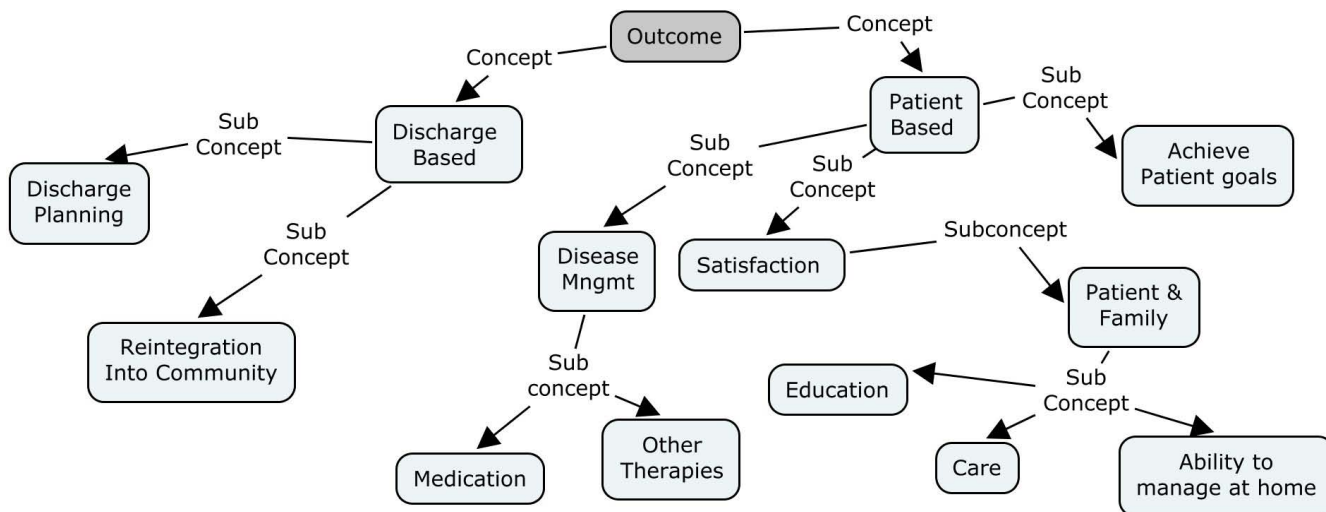 Outcome
Concept
Concept
Discharge
Based
Patient
Based
Sub
Concept
Sub
Concept
Sub
Concept
Sub
Concept
Achieve
Patient goals
Discharge
Planning
Sub
Concept
Disease
Mngmt
Satisfaction
Subconcept
Patient &
Family
Reintegration
Into Community
Sub
concept
Sub
Concept
Education
Medication
Other
Therapies
Care
Ability to
manage at home